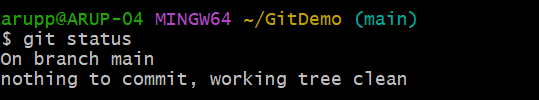 arupp@ARUP-04 MINGW64 ~/GitDemo (main)
$ git status
On branch main
nothing to commit, working tree clean